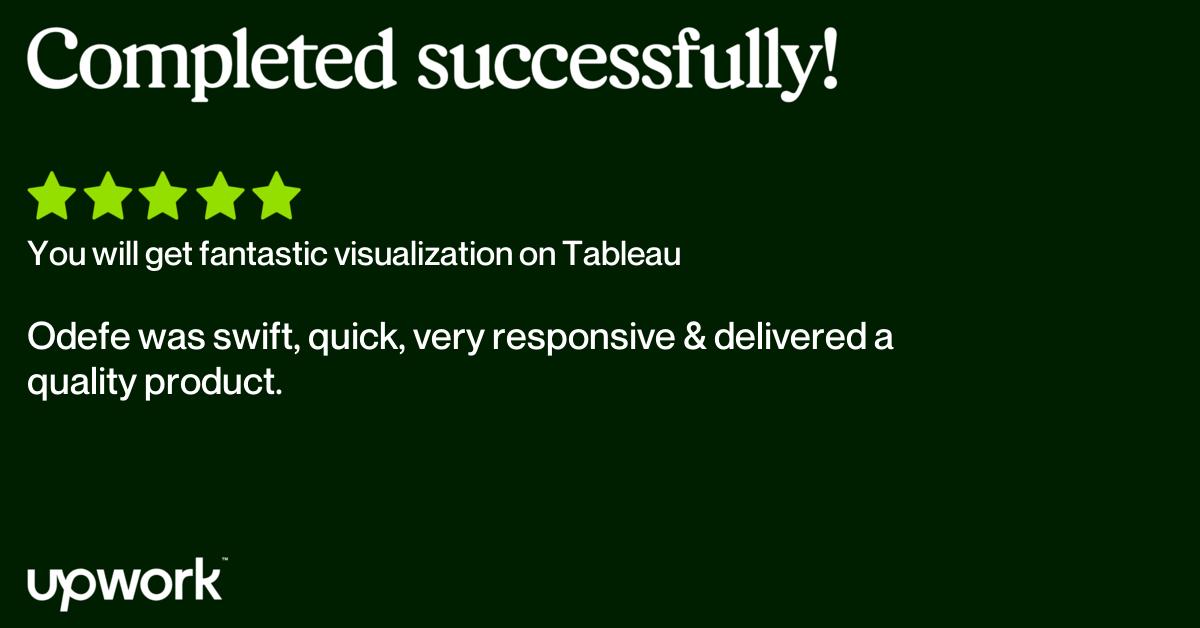 Completed successfully!
You will get fantastic visualization on Tableau
Odefe was swift, quick, very responsive & delivered a
quality product.
upwork™